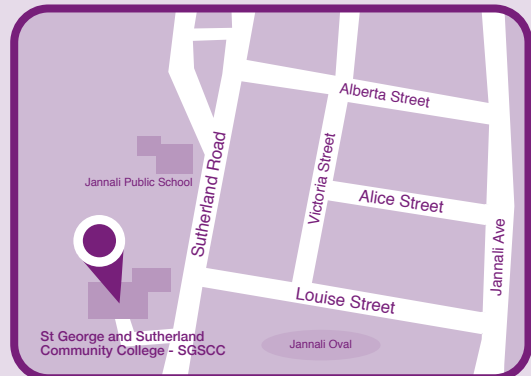 Alberta Street
Victoria Street
Sutherland Road
Jannali Public School
Alice Street
Jannali Ave
Louise Street
St George and Sutherland
Community College - SGSCC
Jannali Oval